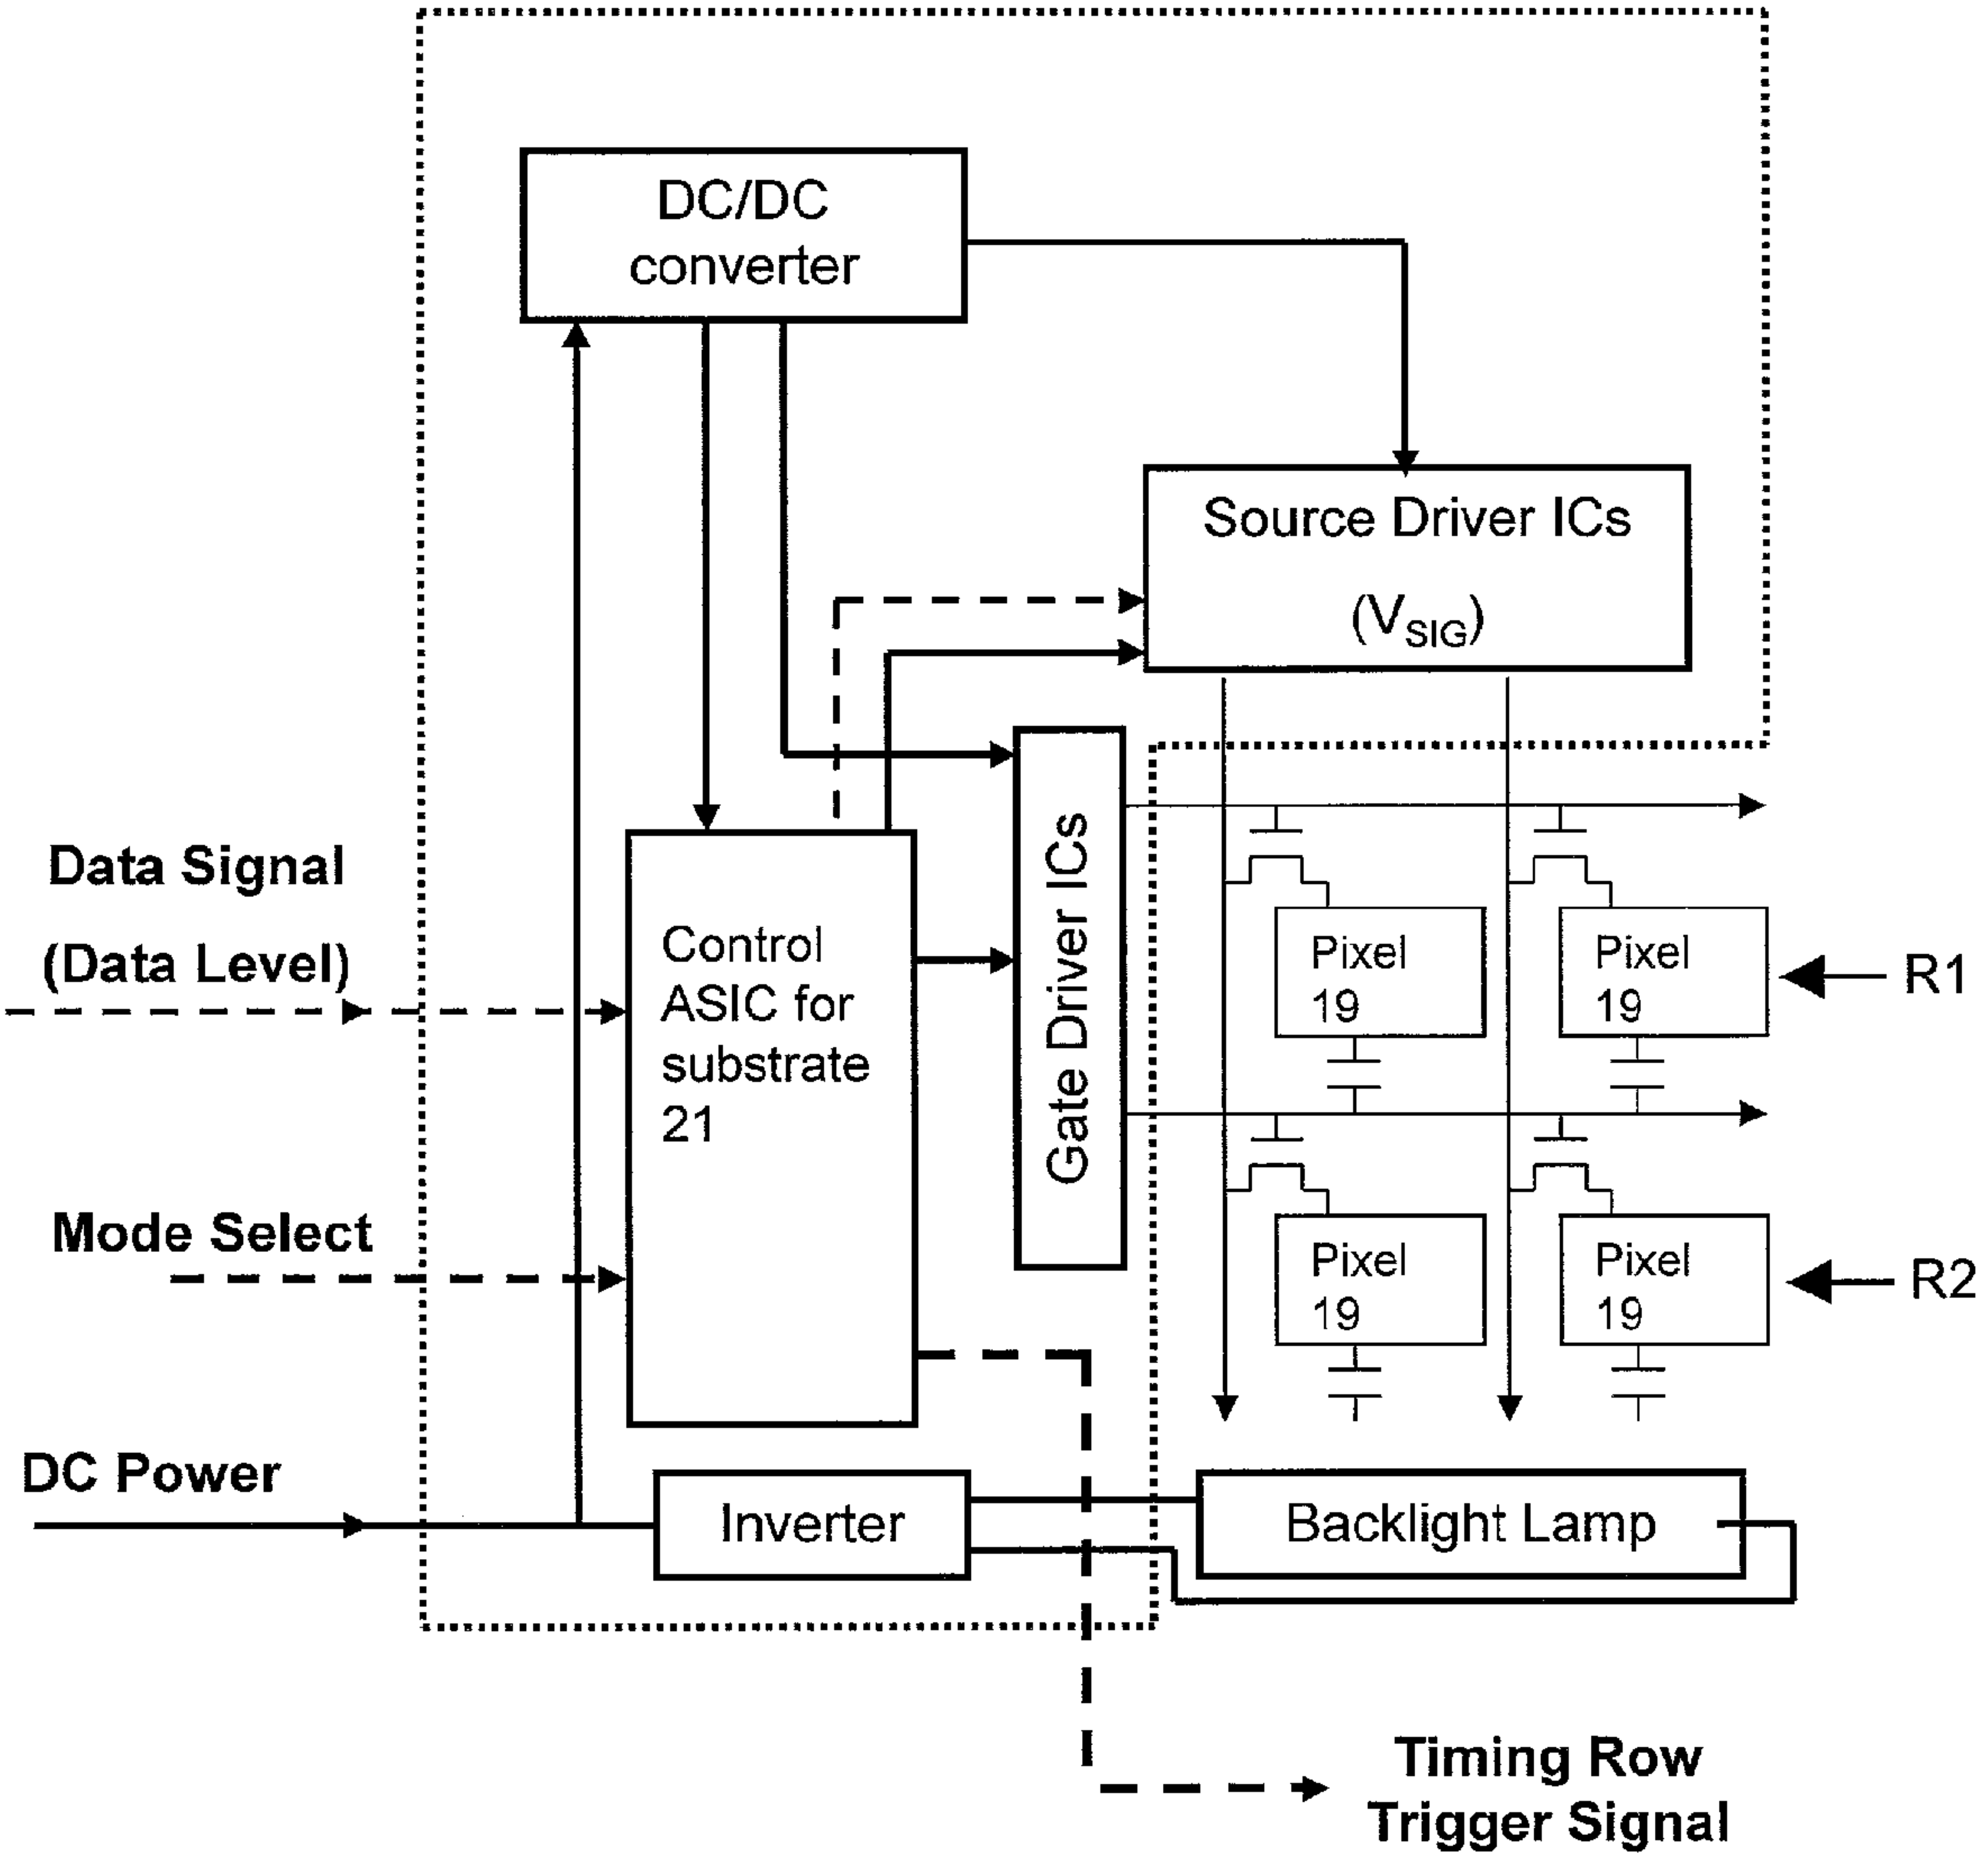 DC/DC
converter
Source Driver ICs
(VSIG)
Gate Driver ICs
Data Signal
(Data Level)
Control
ASIC for
substrate
21
Pixel
19
Pixel
19
R1
Mode Select
Pixel
19
Pixel
19
R2
DC Power
Inverter
Backlight Lamp
Timing Row
Trigger Signal